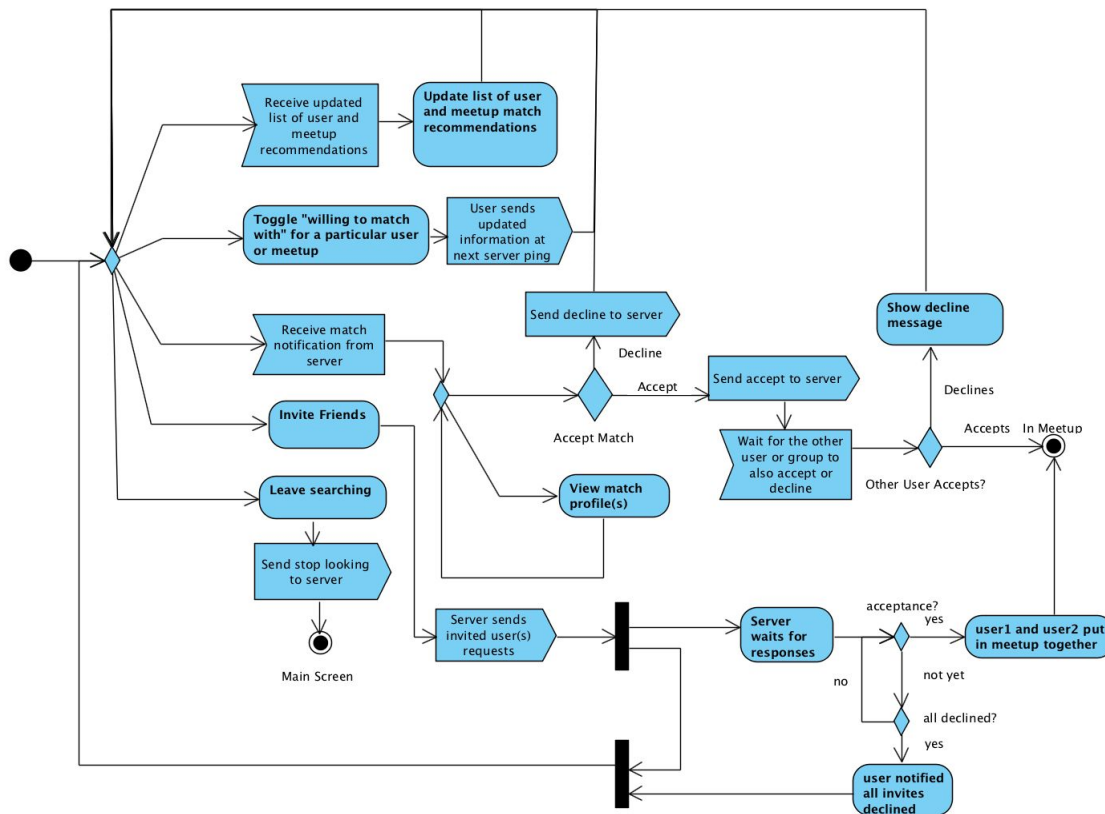 Receive updated
list of user and
meetup
recommendations
Update list of user
and meetup match
recommendations
Toggle "willing to match
with" for a particular user
or meetup
User sends
updated
information at
next server ping
Receive match
notification from
server
Send decline to server
Decline
Accept
Accept Match
Send accept to server
Show decline
message
Declines
Wait for the other
user or group to
also accept or
decline
Accepts
In Meetup
Other User Accepts?
Invite Friends
View match
profile(s)
Leave searching
Send stop looking
to server
Main Screen
Server sends
invited user(s)
requests
Server
waits for
responses
acceptance?
yes
user1 and user2 put
in meetup together
not yet
no
all declined?
yes
user notified
all invites
declined